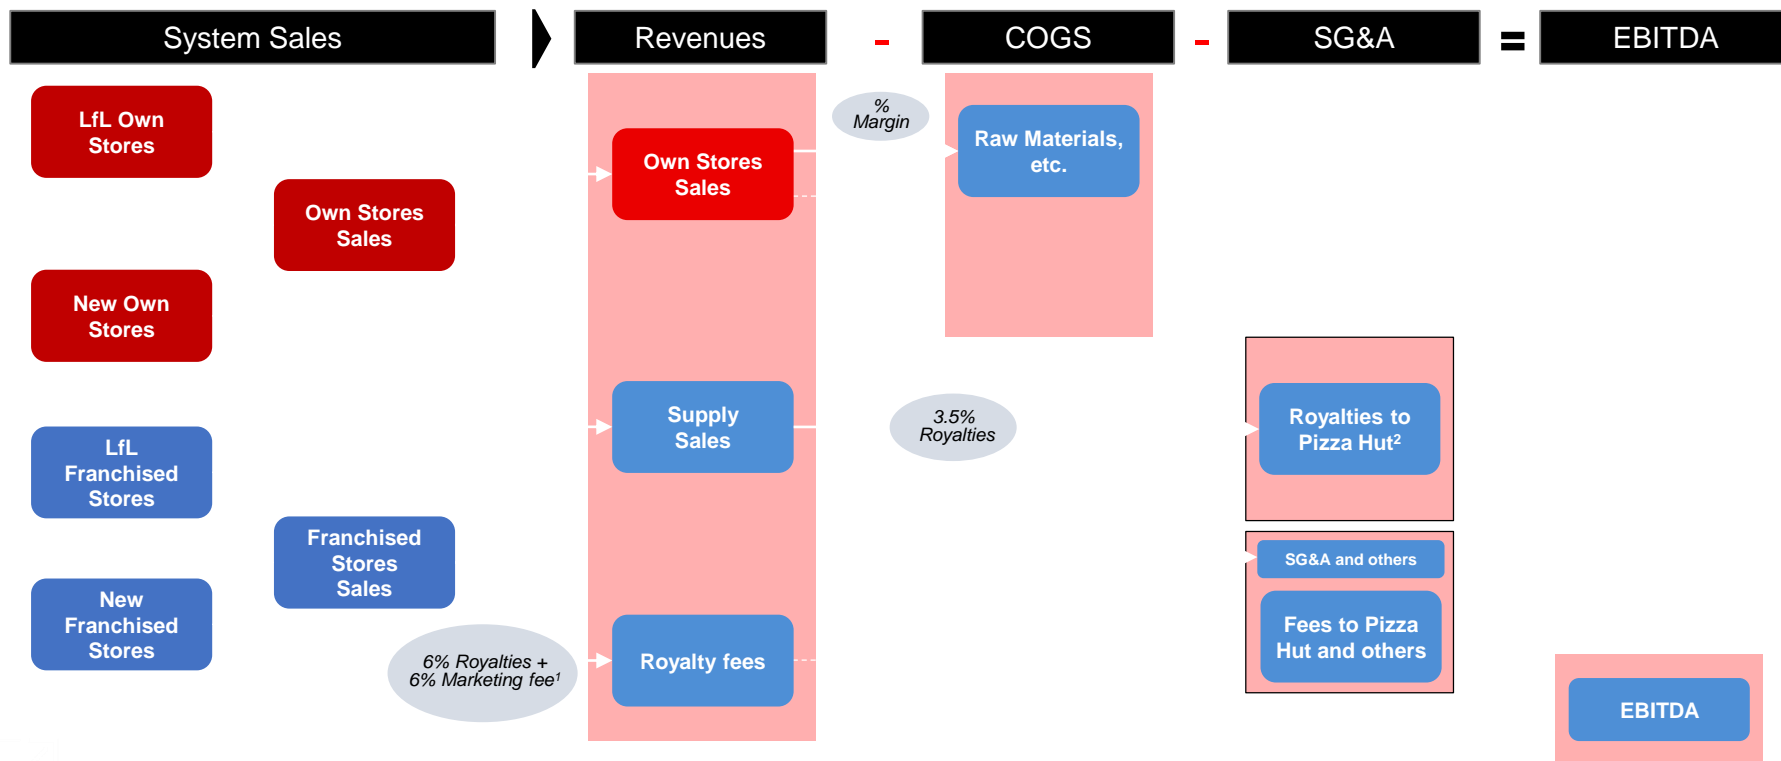 System Sales
Revenues
-
COGS
-
SG&A
=
EBITDA
LfL Own
Stores
New Own
Stores
Own Stores
Sales
LfL
Franchised
Stores
New
Franchised
Stores
Franchised
Stores
Sales
6% Royalties +
6% Marketing fee¹
Own Stores
Sales
Supply
Sales
Royalty fees
%
Margin
3.5%
Royalties
Raw Materials,
etc.
Royalties to
Pizza Hut²
SG&A and others
Fees to Pizza
Hut and others
EBITDA